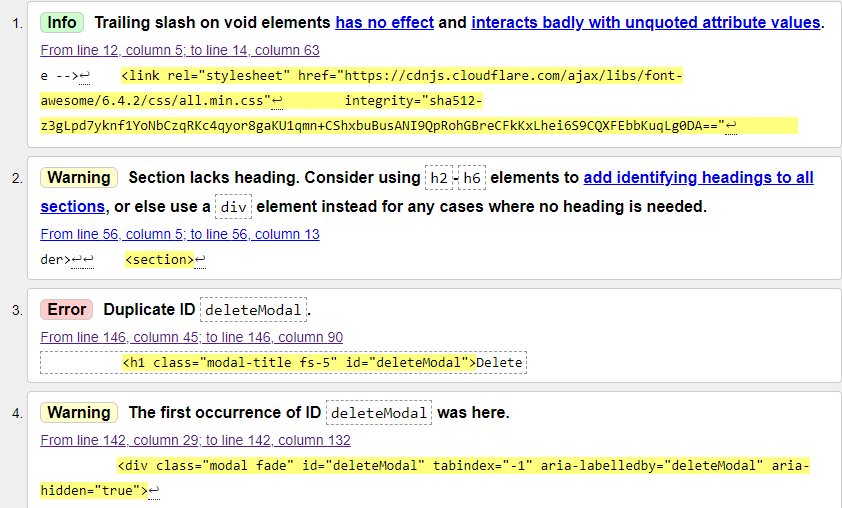 1. Info Trailing slash on void elements has no effect and interacts badly with unquoted attribute values.
From line 12, column 5; to line 14, column 63
e -->↩ <link rel="stylesheet" href="https://cdnjs.cloudflare.com/ajax/libs/font-
awesome/6.4.2/css/all.min.css"↩ integrity="sha512-
z3gLpd7yknf1YoNbCzqRKc4qyor8gaKU1qmn+CShxbuBusANI9QpRohGBreCFkKxLhei6S9CQXFEbbKuqLg0DA=="↩
2. Warning Section lacks heading. Consider using h2-h6 elements to add identifying headings to all
sections, or else use a div element instead for any cases where no heading is needed.
From line 56, column 5; to line 56, column 13
der>↩↩ <section>↩
3. Error Duplicate ID deleteModal.
From line 146, column 45; to line 146, column 90
<h1 class="modal-title fs-5" id="deleteModal">Delete
4. Warning The first occurrence of ID deleteModal was here.
From line 142, column 29; to line 142, column 132
<div class="modal fade" id="deleteModal" tabindex="-1" aria-labelledby="deleteModal" aria-
hidden="true">↩